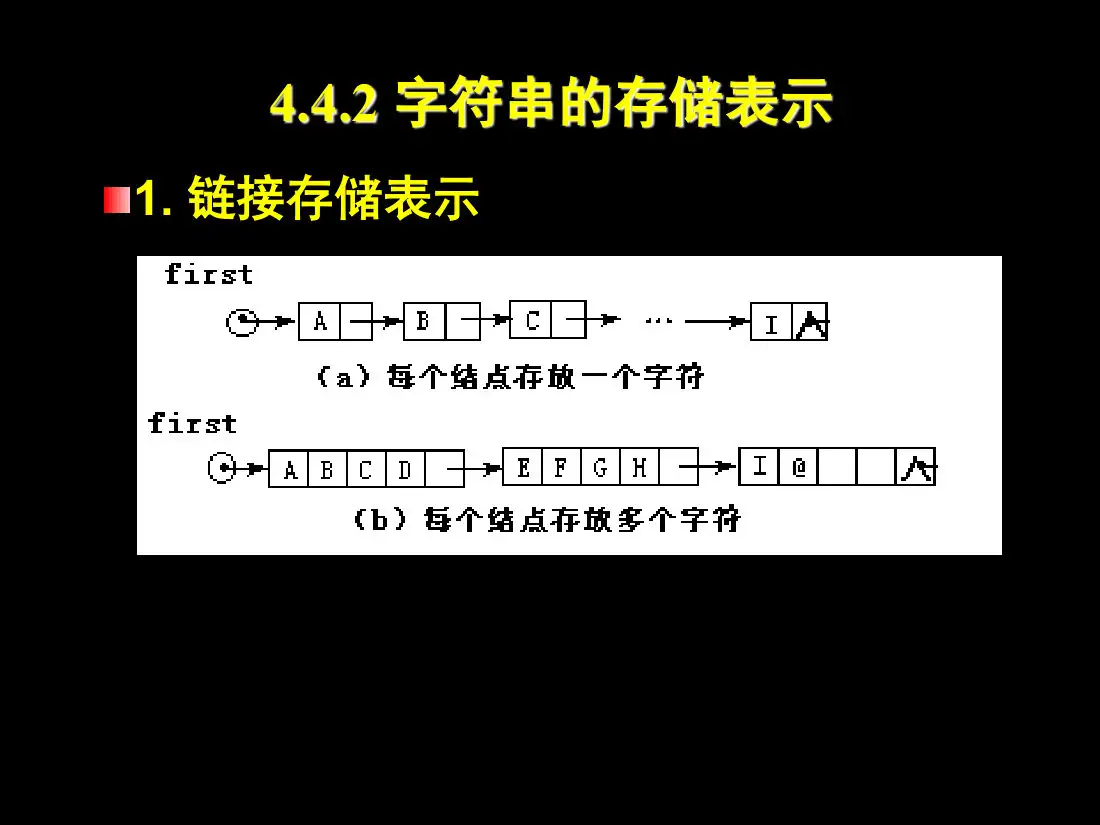 4.4.2 字符串的存储表示
1. 链接存储表示
first
A B C … I ∧
（a）每个结点存放一个字符
first
A B C D E F G H I @ ∧
（b）每个结点存放多个字符